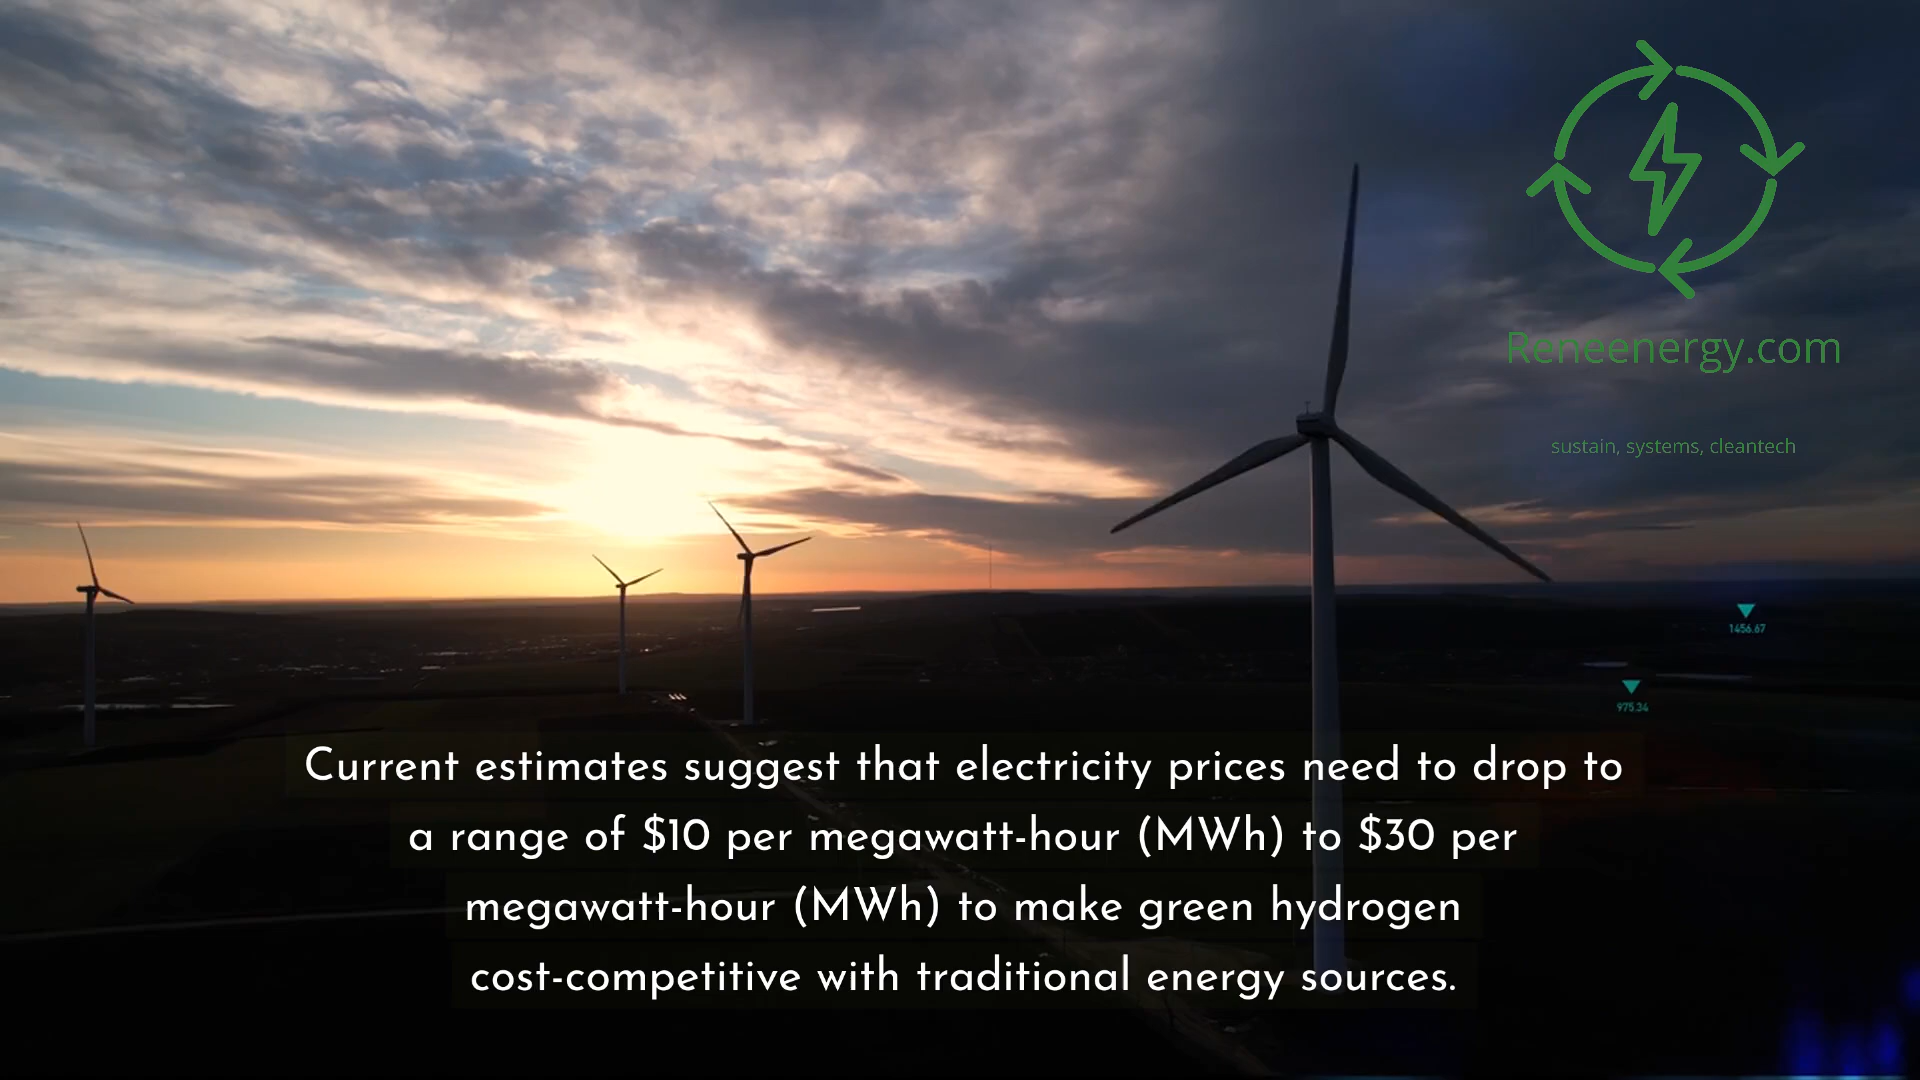 Reneenergy.com
sustain, systems, cleantech
1456.67
975.34
Current estimates suggest that electricity prices need to drop to
a range of $10 per megawatt-hour (MWh) to $30 per
megawatt-hour (MWh) to make green hydrogen
cost-competitive with traditional energy sources.